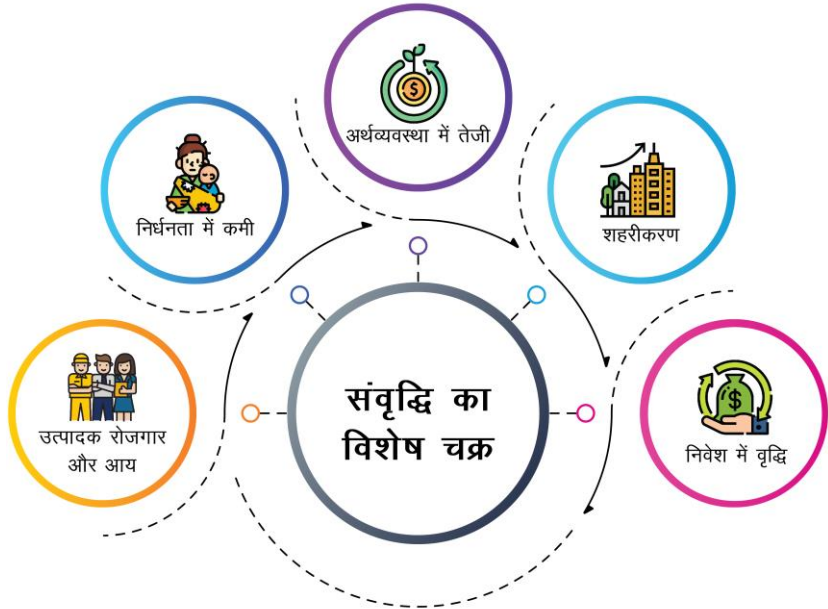 अर्थव्यवस्था में तेजी
निर्धनता में कमी
शहरीकरण
उत्पादक रोजगार
और आय
संवृद्धि का
विशेष चक्र
निवेश में वृद्धि